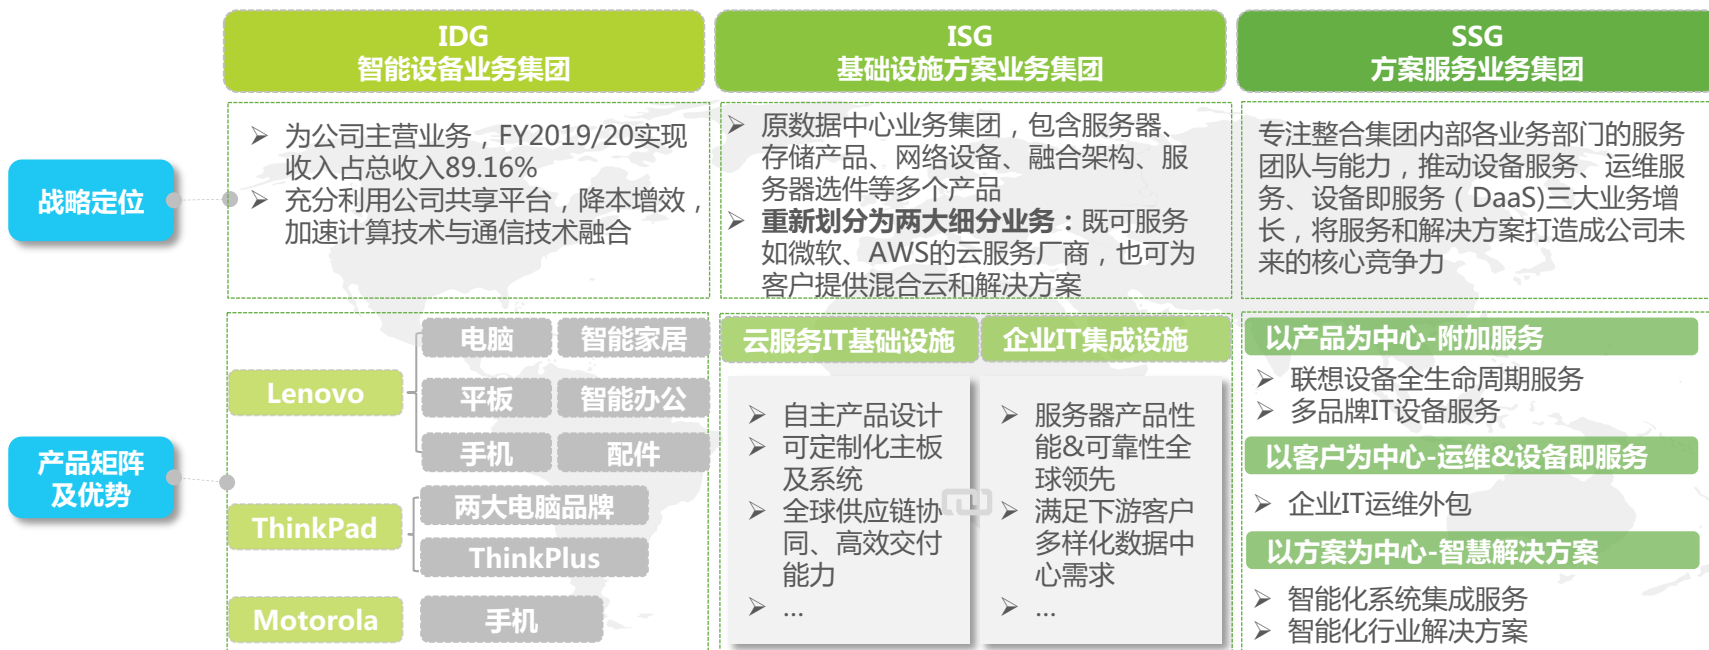 IDG
智能设备业务集团
ISG
基础设施方案业务集团
SSG
方案服务业务集团
战略定位
➢ 为公司主营业务，FY2019/20实现
收入占总收入89.16%
➢ 充分利用公司共享平台，降本增效，
加速计算技术与通信技术融合
➢ 原数据中心业务集团，包含服务器、
存储产品、网络设备、融合架构、服
务器选件等多个产品
➢ 重新划分为两大细分业务：既可服务
如微软、AWS的云服务厂商，也可为
客户提供混合云和解决方案
专注整合集团内部各业务部门的服务
团队与能力，推动设备服务、运维服
务、设备即服务（DaaS)三大业务增
长，将服务和解决方案打造成公司未
来的核心竞争力
产品矩阵
及优势
Lenovo
电脑
智能家居
平板
智能办公
手机
配件
ThinkPad
两大电脑品牌
ThinkPlus
Motorola
手机
云服务IT基础设施
➢ 自主产品设计
➢ 可定制化主板
及系统
➢ 全球供应链协
同、高效交付
能力
➢ …
企业IT集成设施
➢ 服务器产品性
能&可靠性全
球领先
➢ 满足下游客户
多样化数据中
心需求
➢ …
以产品为中心-附加服务
➢ 联想设备全生命周期服务
➢ 多品牌IT设备服务
以客户为中心-运维&设备即服务
➢ 企业IT运维外包
以方案为中心-智慧解决方案
➢ 智能化系统集成服务
➢ 智能化行业解决方案